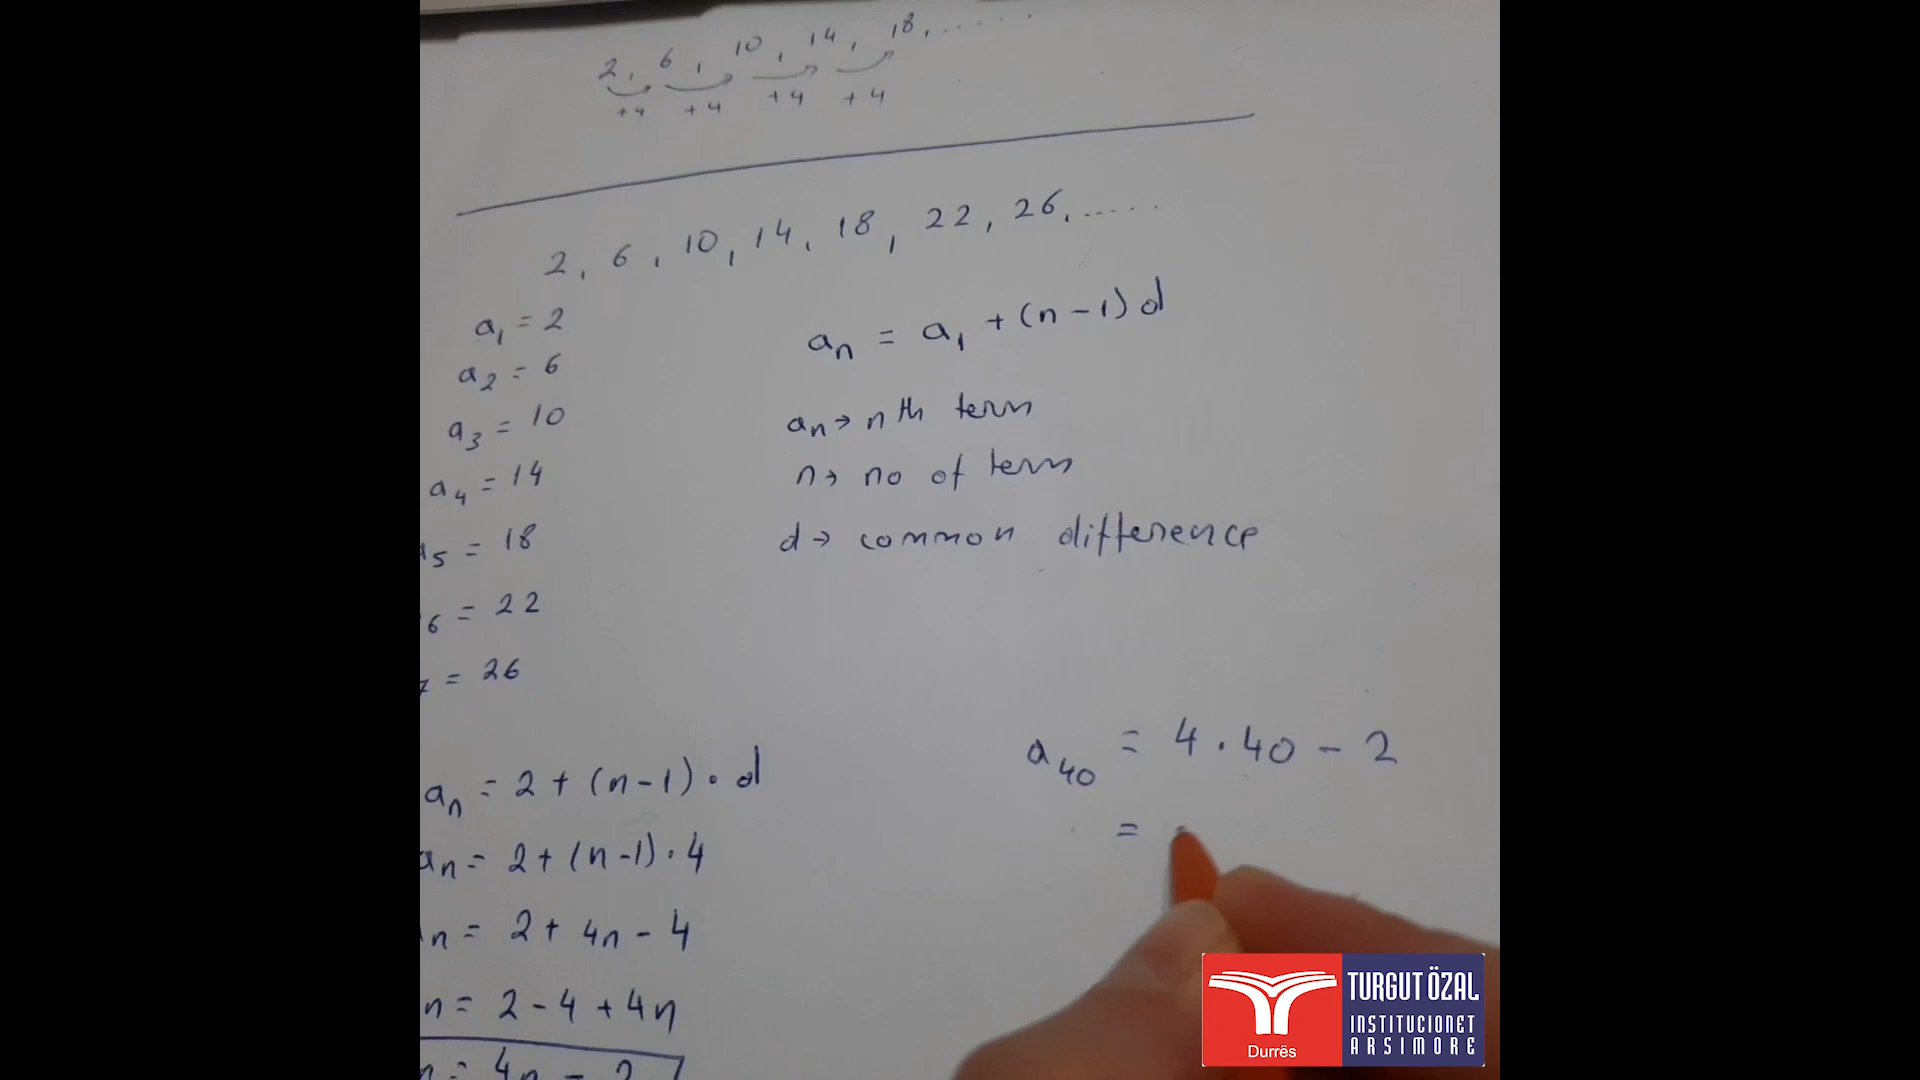 2, 6, 10, 14, 18, ......
+4 +4 +4 +4
2, 6, 10, 14, 18, 22, 26, ......
a1 = 2
a2 = 6
a3 = 10
a4 = 14
5 = 18
6 = 22
7 = 26
an = a1 + (n-1) d
an → nth term
n → no of term
d → common difference
an = 2 + (n-1) · d
an = 2 + (n-1) · 4
n = 2 + 4n - 4
n = 2 - 4 + 4n
n = 4n - 2
a40 = 4 . 40 - 2
=
TURGUT ÖZAL
INSTITUCIONET
ARSIMORE
Durrës